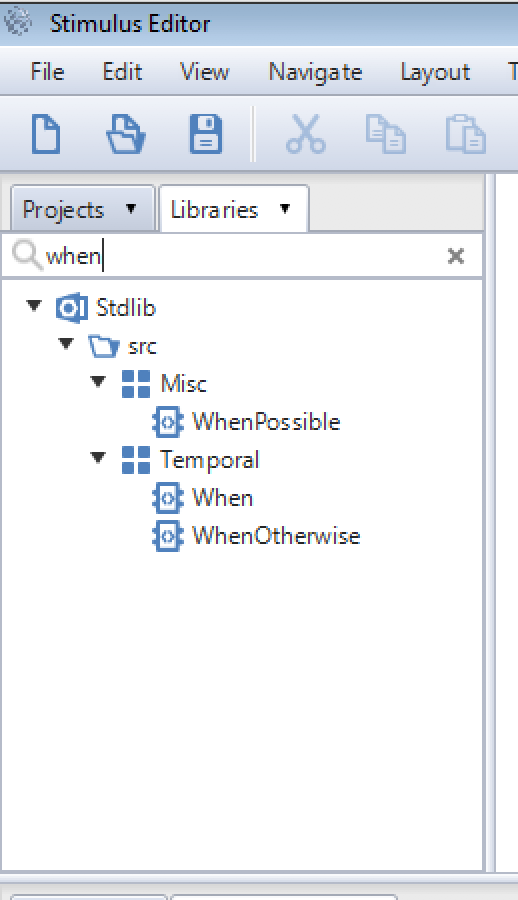 Stimulus Editor
File Edit View Navigate Layout
Projects Libraries
when
Stdlib
src
Misc
WhenPossible
Temporal
When
WhenOtherwise